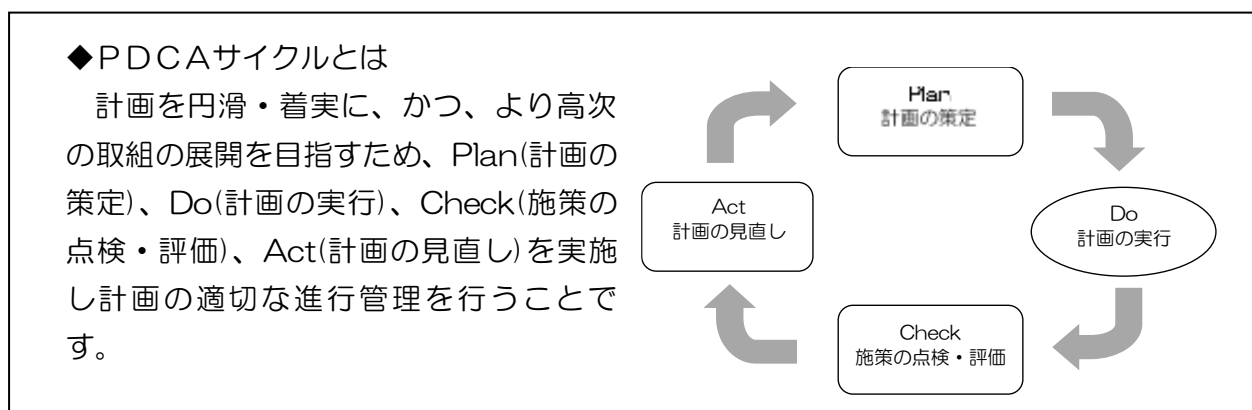 ◆PDCAサイクルとは
計画を円滑・着実に、かつ、より高次
の取組の展開を目指すため、Plan(計画の
策定)、Do(計画の実行)、Check(施策の
点検・評価)、Act(計画の見直し)を実施
し計画の適切な進行管理を行うことで
す。
Plan
計画の策定
Do
計画の実行
Check
施策の点検・評価
Act
計画の見直し